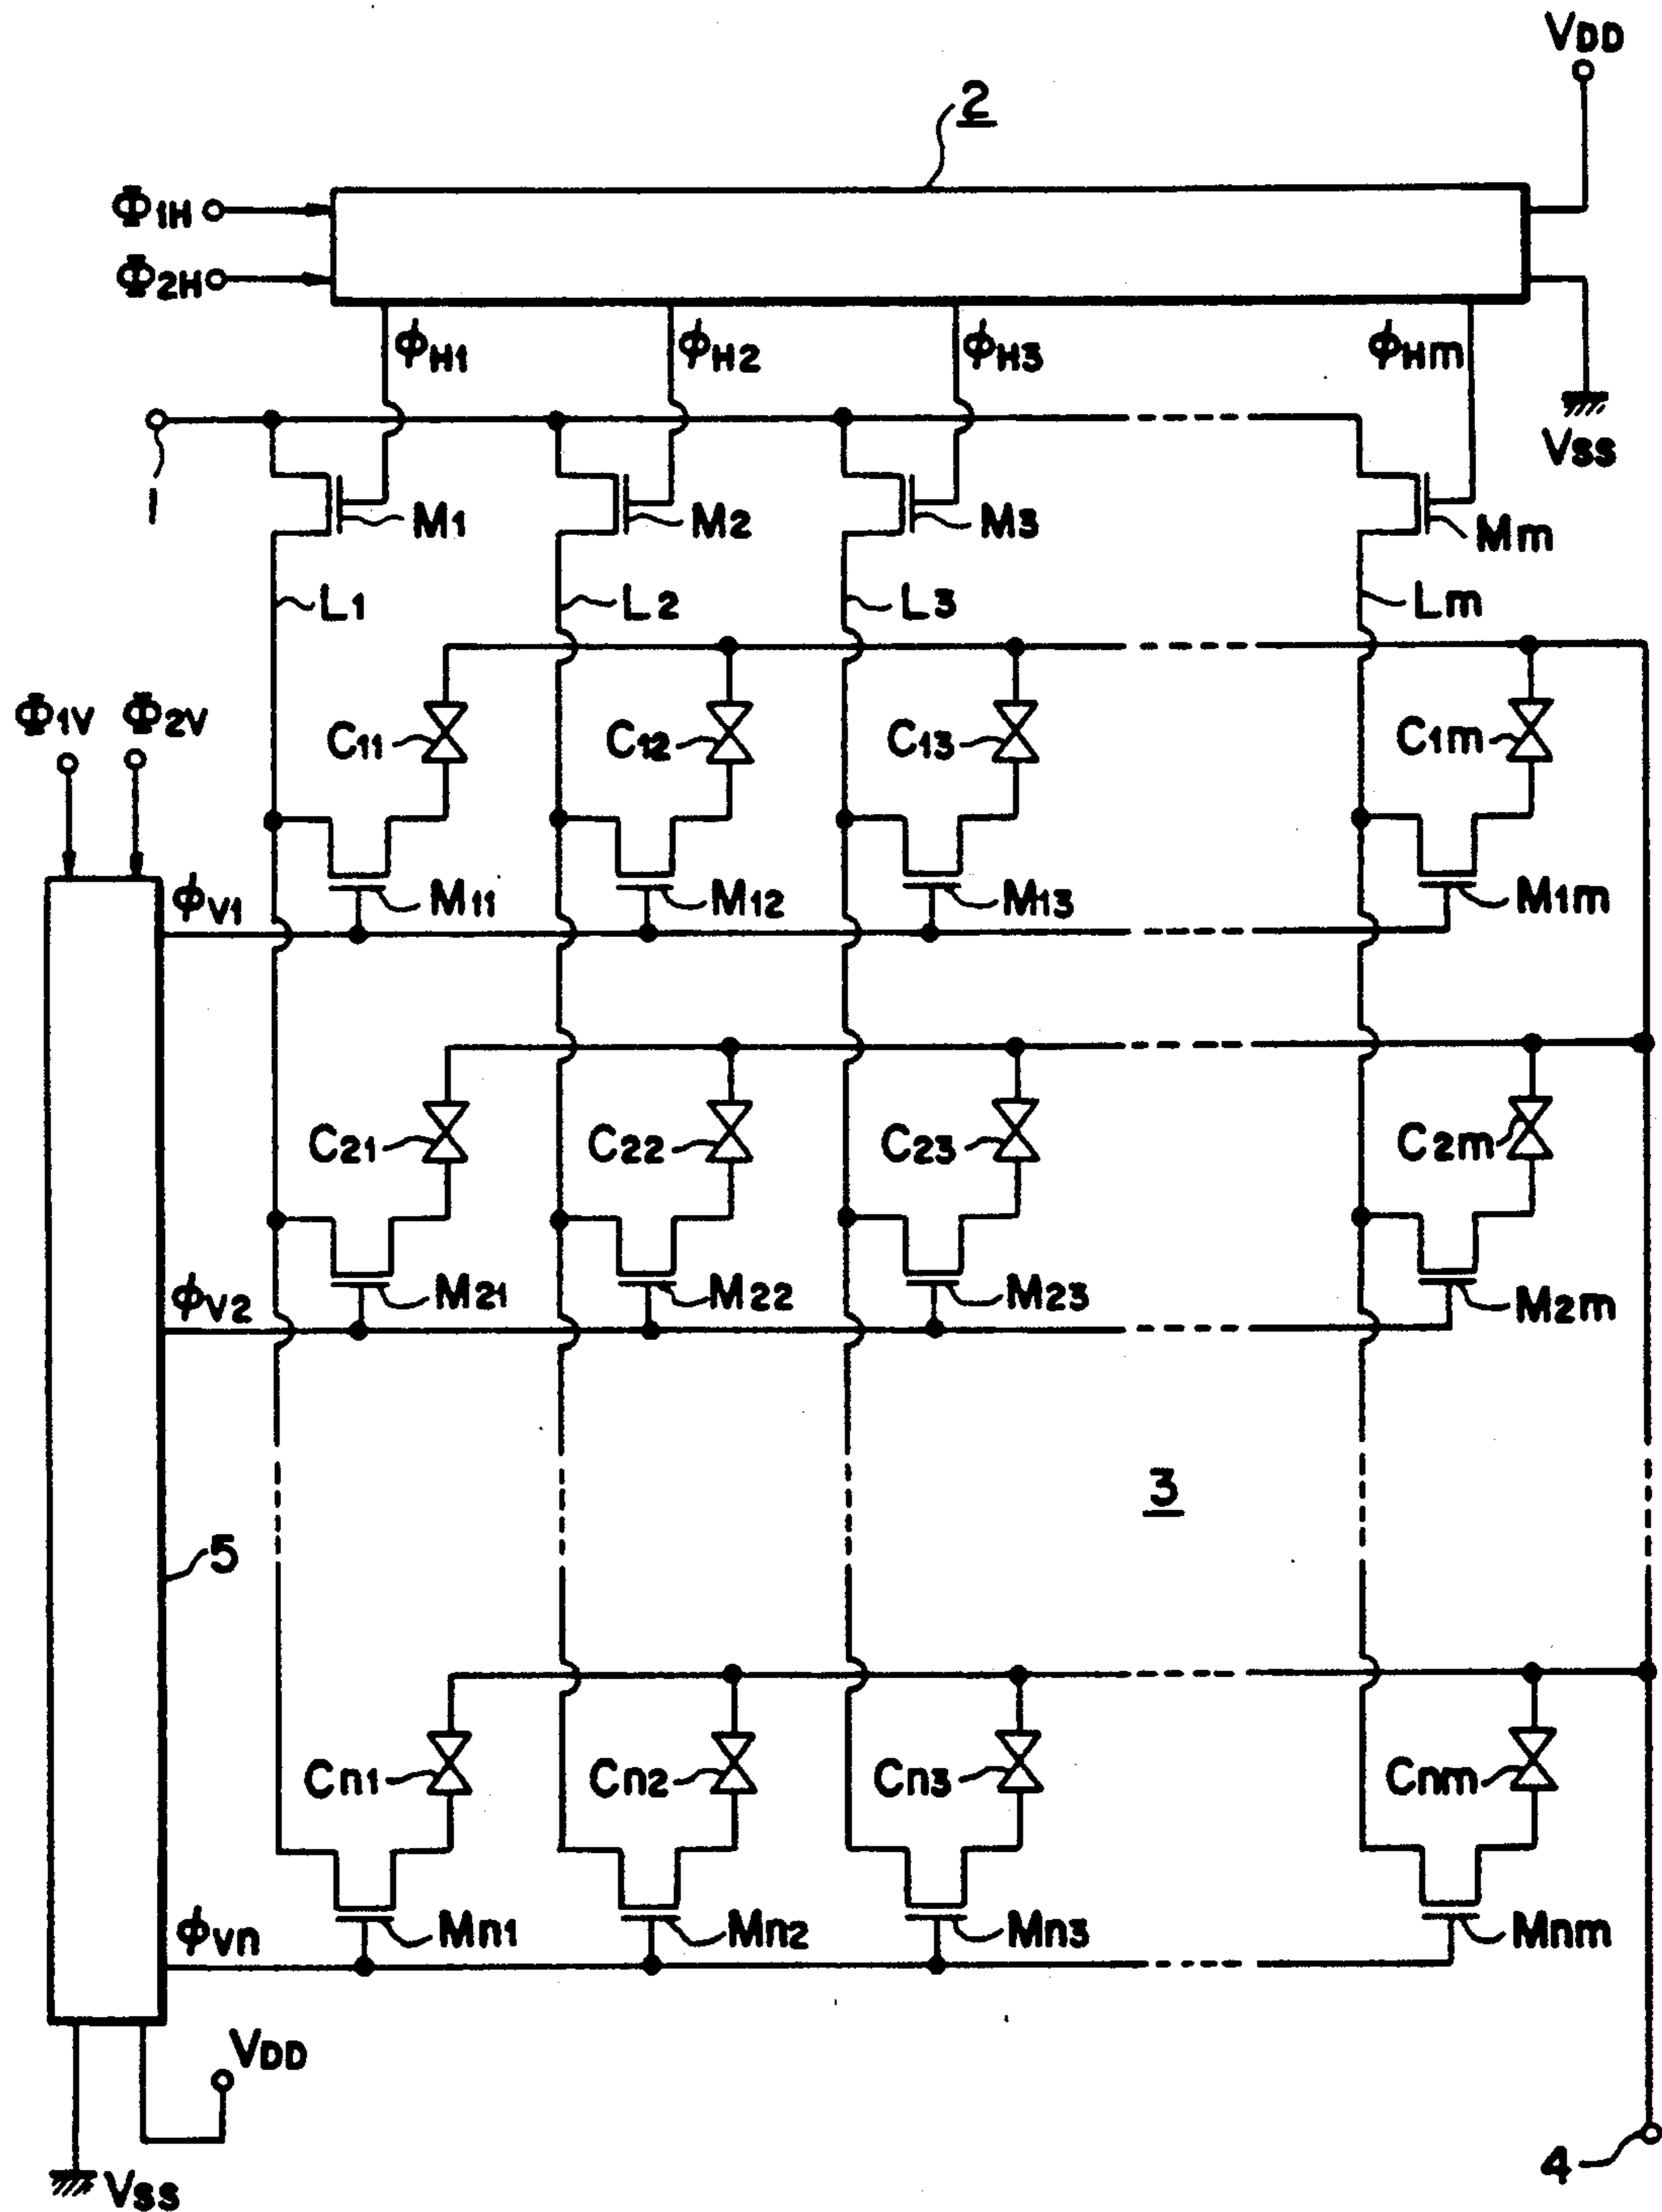 VDD
2
Φ1H
Φ2H
ϕH1 ϕH2 ϕH3 ϕHm
VSS
1
M1 M2 M3 Mm
L1 L2 L3 Lm
Φ1V Φ2V
C11 C12 C13 C1m
ϕV1
M11 M12 M13 M1m
C21 C22 C23 C2m
ϕV2
M21 M22 M23 M2m
3
5
Cn1 Cn2 Cn3 Cnm
ϕVn
Mn1 Mn2 Mn3 Mnm
VDD
4
VSS